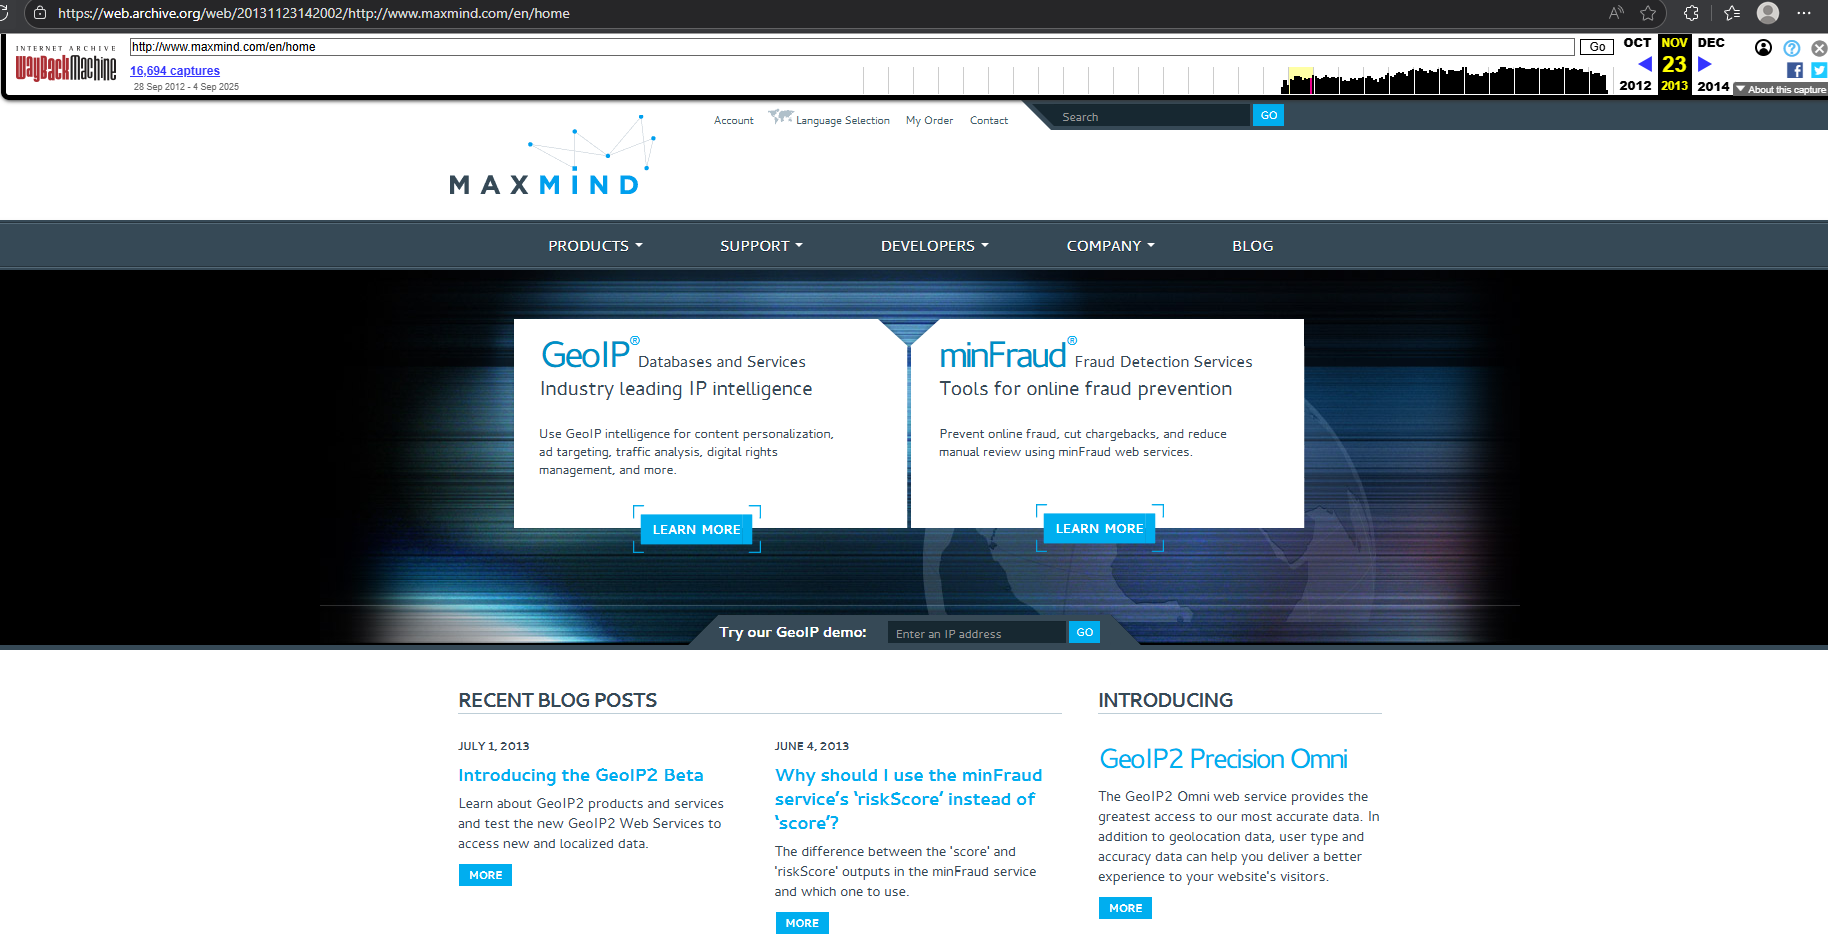 https://web.archive.org/web/20131123142002/http://www.maxmind.com/en/home
INTERNET ARCHIVE
WayBackMachine
http://www.maxmind.com/en/home
Go
OCT
NOV
DEC
16,694 captures
23
28 Sep 2012 - 4 Sep 2025
2012
2013
2014
About this capture
Account
Language Selection
My Order
Contact
Search
GO
MAXMIND
PRODUCTS
SUPPORT
DEVELOPERS
COMPANY
BLOG
GeoIP® Databases and Services
Industry leading IP intelligence
Use GeoIP intelligence for content personalization,
ad targeting, traffic analysis, digital rights
management, and more.
LEARN MORE
minFraud® Fraud Detection Services
Tools for online fraud prevention
Prevent online fraud, cut chargebacks, and reduce
manual review using minFraud web services.
LEARN MORE
Try our GeoIP demo:
Enter an IP address
GO
RECENT BLOG POSTS
JULY 1, 2013
Introducing the GeoIP2 Beta
Learn about GeoIP2 products and services
and test the new GeoIP2 Web Services to
access new and localized data.
MORE
JUNE 4, 2013
Why should I use the minFraud
service’s ‘riskScore’ instead of
‘score’?
The difference between the 'score' and
'riskScore' outputs in the minFraud service
and which one to use.
MORE
INTRODUCING
GeoIP2 Precision Omni
The GeoIP2 Omni web service provides the
greatest access to our most accurate data. In
addition to geolocation data, user type and
accuracy data can help you deliver a better
experience to your website's visitors.
MORE